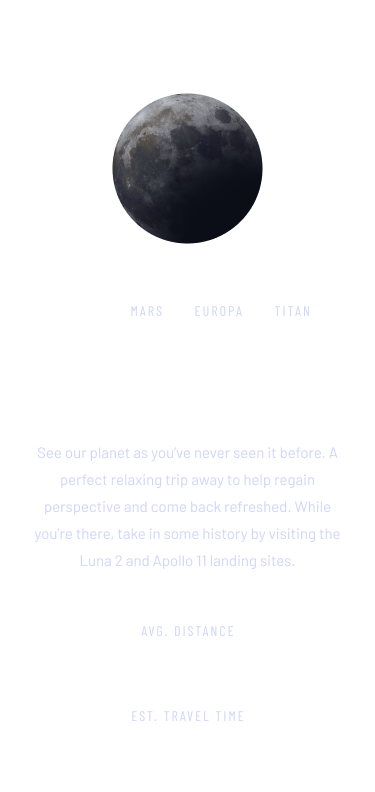 MARS EUROPA TITAN
See our planet as you've never seen it before. A
perfect relaxing trip away to help regain
perspective and come back refreshed. While
you're there, take in some history by visiting the
Luna 2 and Apollo 11 landing sites.
AVG. DISTANCE
EST. TRAVEL TIME